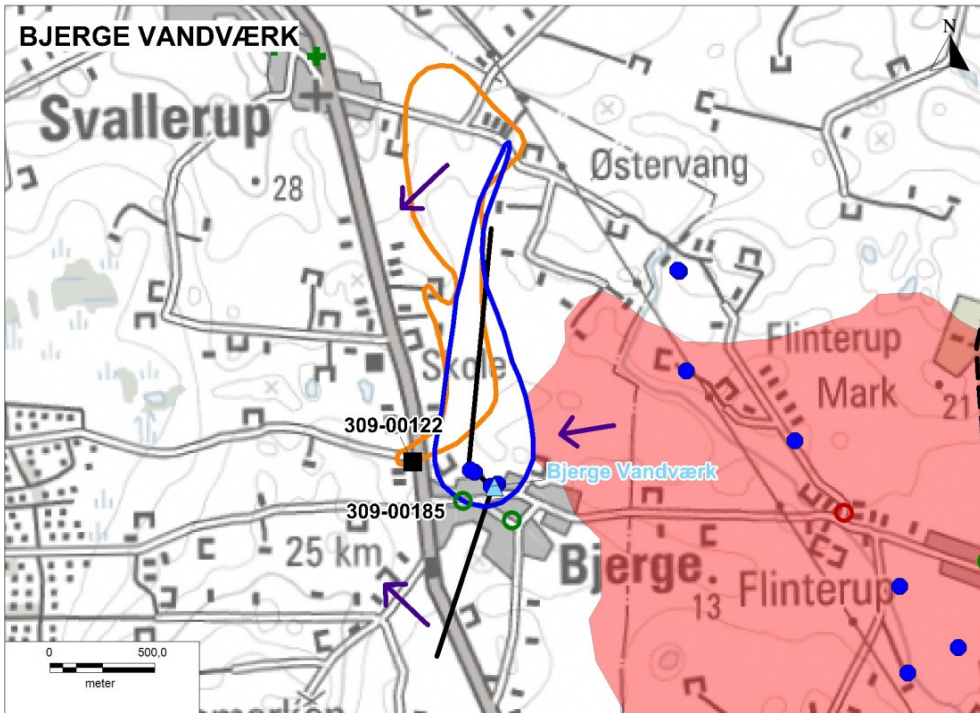 BJERGE VANDVÆRK
N
Svallerup
Østervang
28
Flinterup
Mark
21
Skole
309-00122
Bjerge Vandværk
309-00185
25 km
Bjerge
13
Flinterup
0
500,0
meter